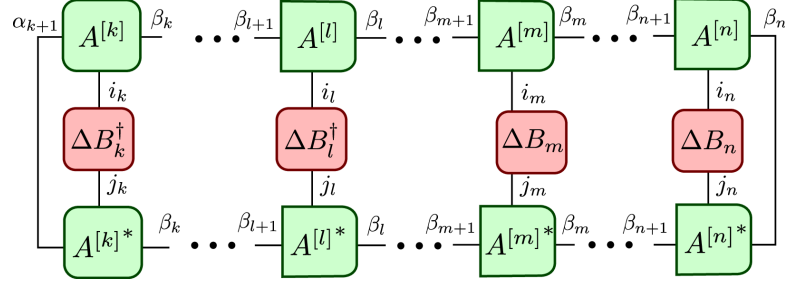 α_{k+1} A^{[k]} β_k ··· β_{l+1} A^{[l]} β_l ··· β_{m+1} A^{[m]} β_m ··· β_{n+1} A^{[n]} β_n
i_k i_l i_m i_n
ΔB_k^† ΔB_l^† ΔB_m ΔB_n
j_k j_l j_m j_n
A^{[k]*} β_k ··· β_{l+1} A^{[l]*} β_l ··· β_{m+1} A^{[m]*} β_m ··· β_{n+1} A^{[n]*}